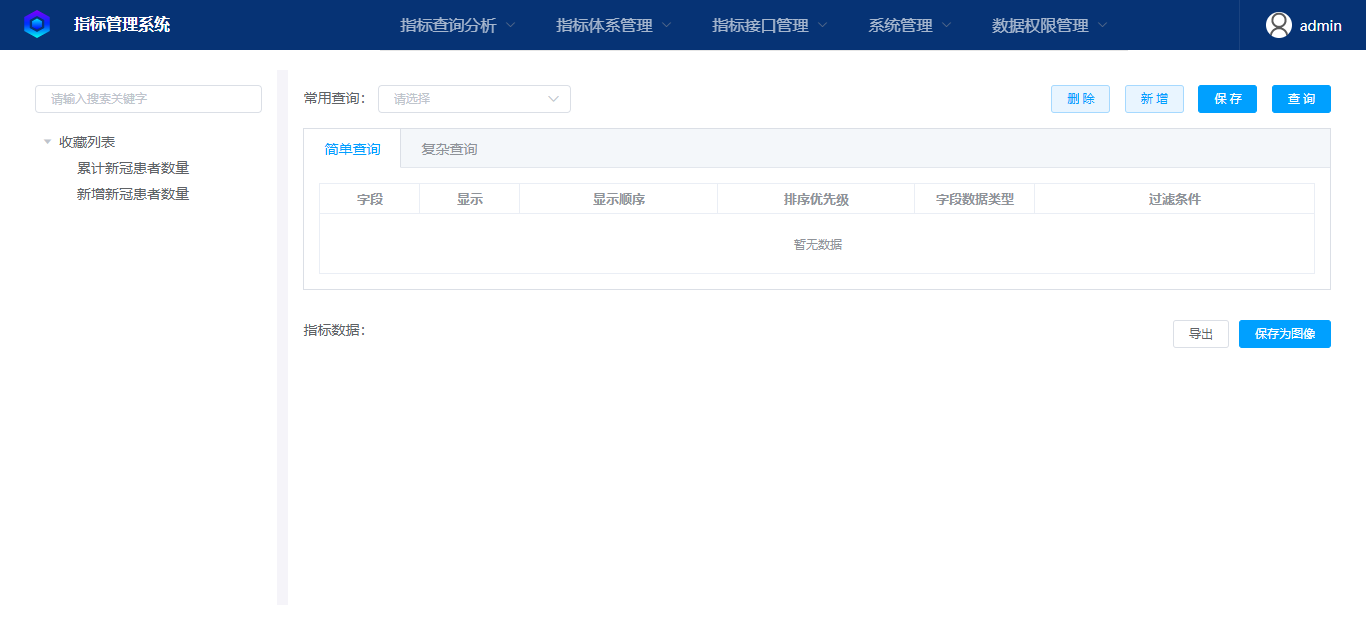 指标管理系统 指标查询分析 指标体系管理 指标接口管理 系统管理 数据权限管理 admin
请输入搜索关键字
收藏列表
累计新冠患者数量
新增新冠患者数量
常用查询： 请选择 删除 新增 保存 查询
简单查询 复杂查询
字段 显示 显示顺序 排序优先级 字段数据类型 过滤条件
暂无数据
指标数据： 导出 保存为图像